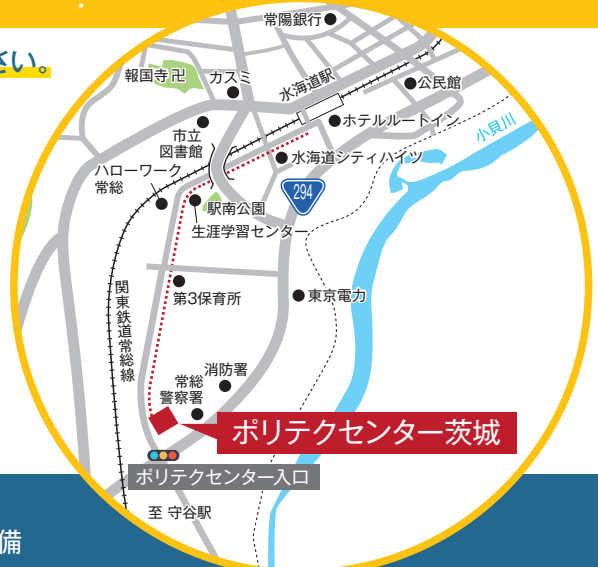 さい。
常陽銀行
報国寺卍
カスミ
水海道駅
公民館
ホテルルートイン
市立
図書館
小貝川
水海道シティハイツ
ハローワーク
常総
294
駅南公園
生涯学習センター
関東鉄道常総線
第3保育所
東京電力
消防署
常総
警察署
ポリテクセンター茨城
ポリテクセンター入口
至 守谷駅
備